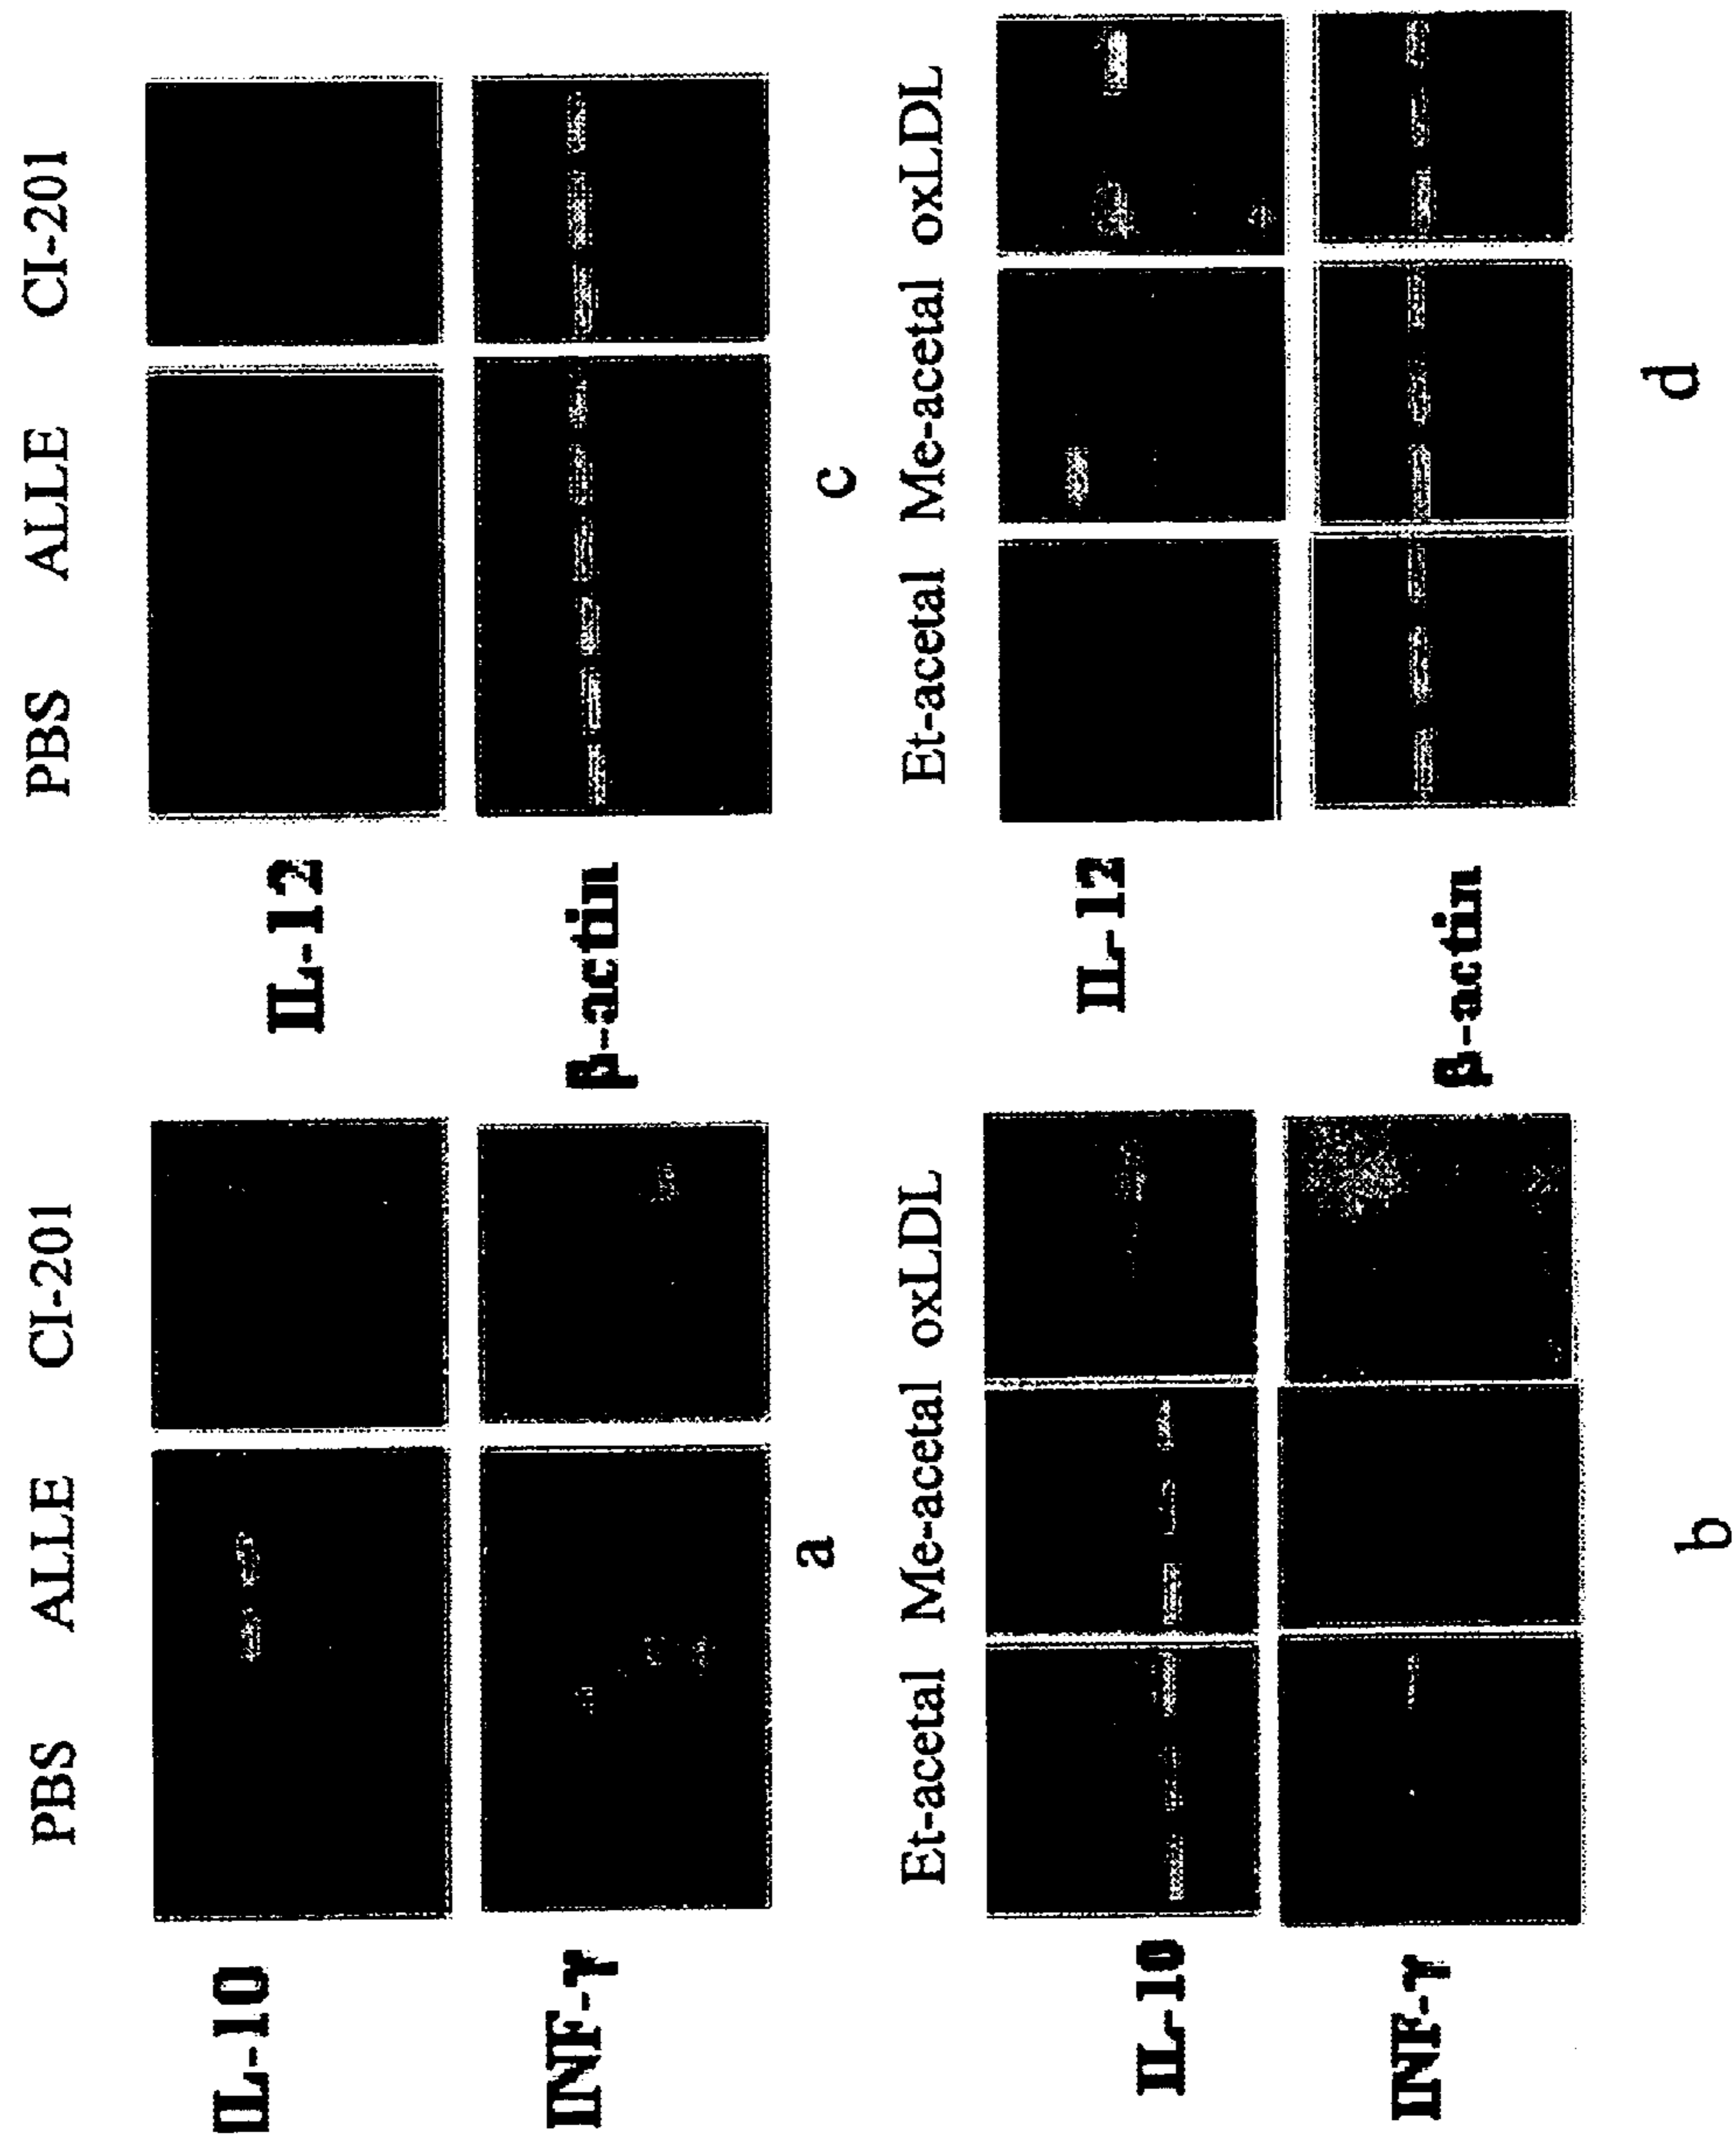 PBS ALLE CI-201
IL-10
INF-γ
a
PBS ALLE CI-201
IL-12
β-actin
c
Et-acetal Me-acetal oxLDL
IL-10
INF-γ
b
Et-acetal Me-acetal oxLDL
IL-12
β-actin
d